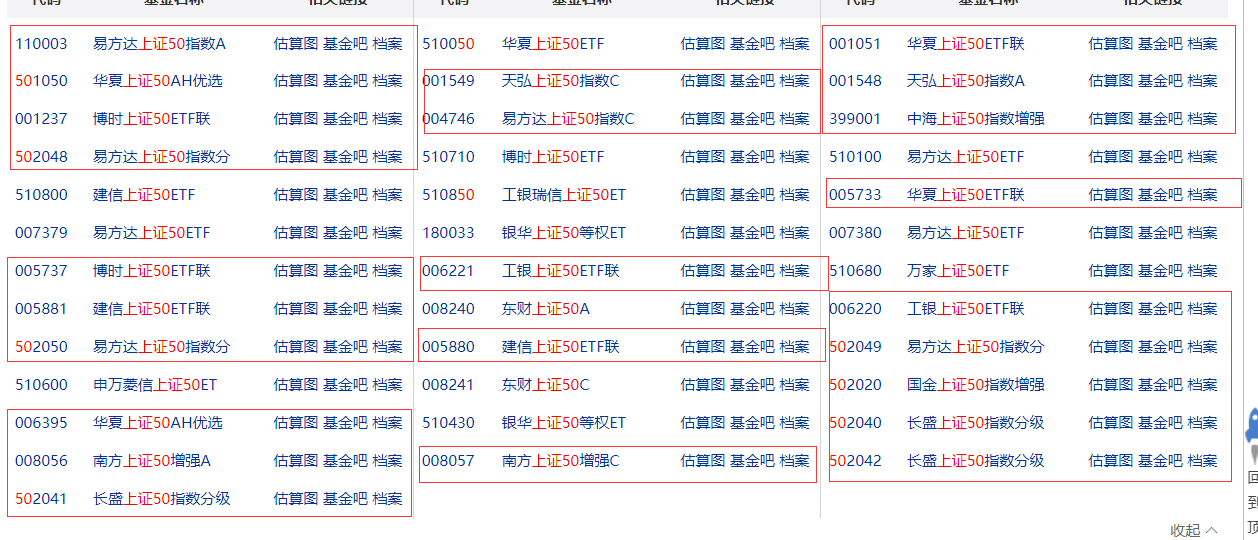 代码 基金名称 相关链接 代码 基金名称 相关链接 代码 基金名称 相关链接
110003 易方达上证50指数A 估算图 基金吧 档案 510050 华夏上证50ETF 估算图 基金吧 档案 001051 华夏上证50ETF联 估算图 基金吧 档案
501050 华夏上证50AH优选 估算图 基金吧 档案 001549 天弘上证50指数C 估算图 基金吧 档案 001548 天弘上证50指数A 估算图 基金吧 档案
001237 博时上证50ETF联 估算图 基金吧 档案 004746 易方达上证50指数C 估算图 基金吧 档案 399001 中海上证50指数增强 估算图 基金吧 档案
502048 易方达上证50指数分 估算图 基金吧 档案 510710 博时上证50ETF 估算图 基金吧 档案 510100 易方达上证50ETF 估算图 基金吧 档案
510800 建信上证50ETF 估算图 基金吧 档案 510850 工银瑞信上证50ET 估算图 基金吧 档案 005733 华夏上证50ETF联 估算图 基金吧 档案
007379 易方达上证50ETF 估算图 基金吧 档案 180033 银华上证50等权ET 估算图 基金吧 档案 007380 易方达上证50ETF 估算图 基金吧 档案
005737 博时上证50ETF联 估算图 基金吧 档案 006221 工银上证50ETF联 估算图 基金吧 档案 510680 万家上证50ETF 估算图 基金吧 档案
005881 建信上证50ETF联 估算图 基金吧 档案 008240 东财上证50A 估算图 基金吧 档案 006220 工银上证50ETF联 估算图 基金吧 档案
502050 易方达上证50指数分 估算图 基金吧 档案 005880 建信上证50ETF联 估算图 基金吧 档案 502049 易方达上证50指数分 估算图 基金吧 档案
510600 申万菱信上证50ET 估算图 基金吧 档案 008241 东财上证50C 估算图 基金吧 档案 502020 国金上证50指数增强 估算图 基金吧 档案
006395 华夏上证50AH优选 估算图 基金吧 档案 510430 银华上证50等权ET 估算图 基金吧 档案 502040 长盛上证50指数分级 估算图 基金吧 档案
008056 南方上证50增强A 估算图 基金吧 档案 008057 南方上证50增强C 估算图 基金吧 档案 502042 长盛上证50指数分级 估算图 基金吧 档案
502041 长盛上证50指数分级 估算图 基金吧 档案
收起
回
到
顶